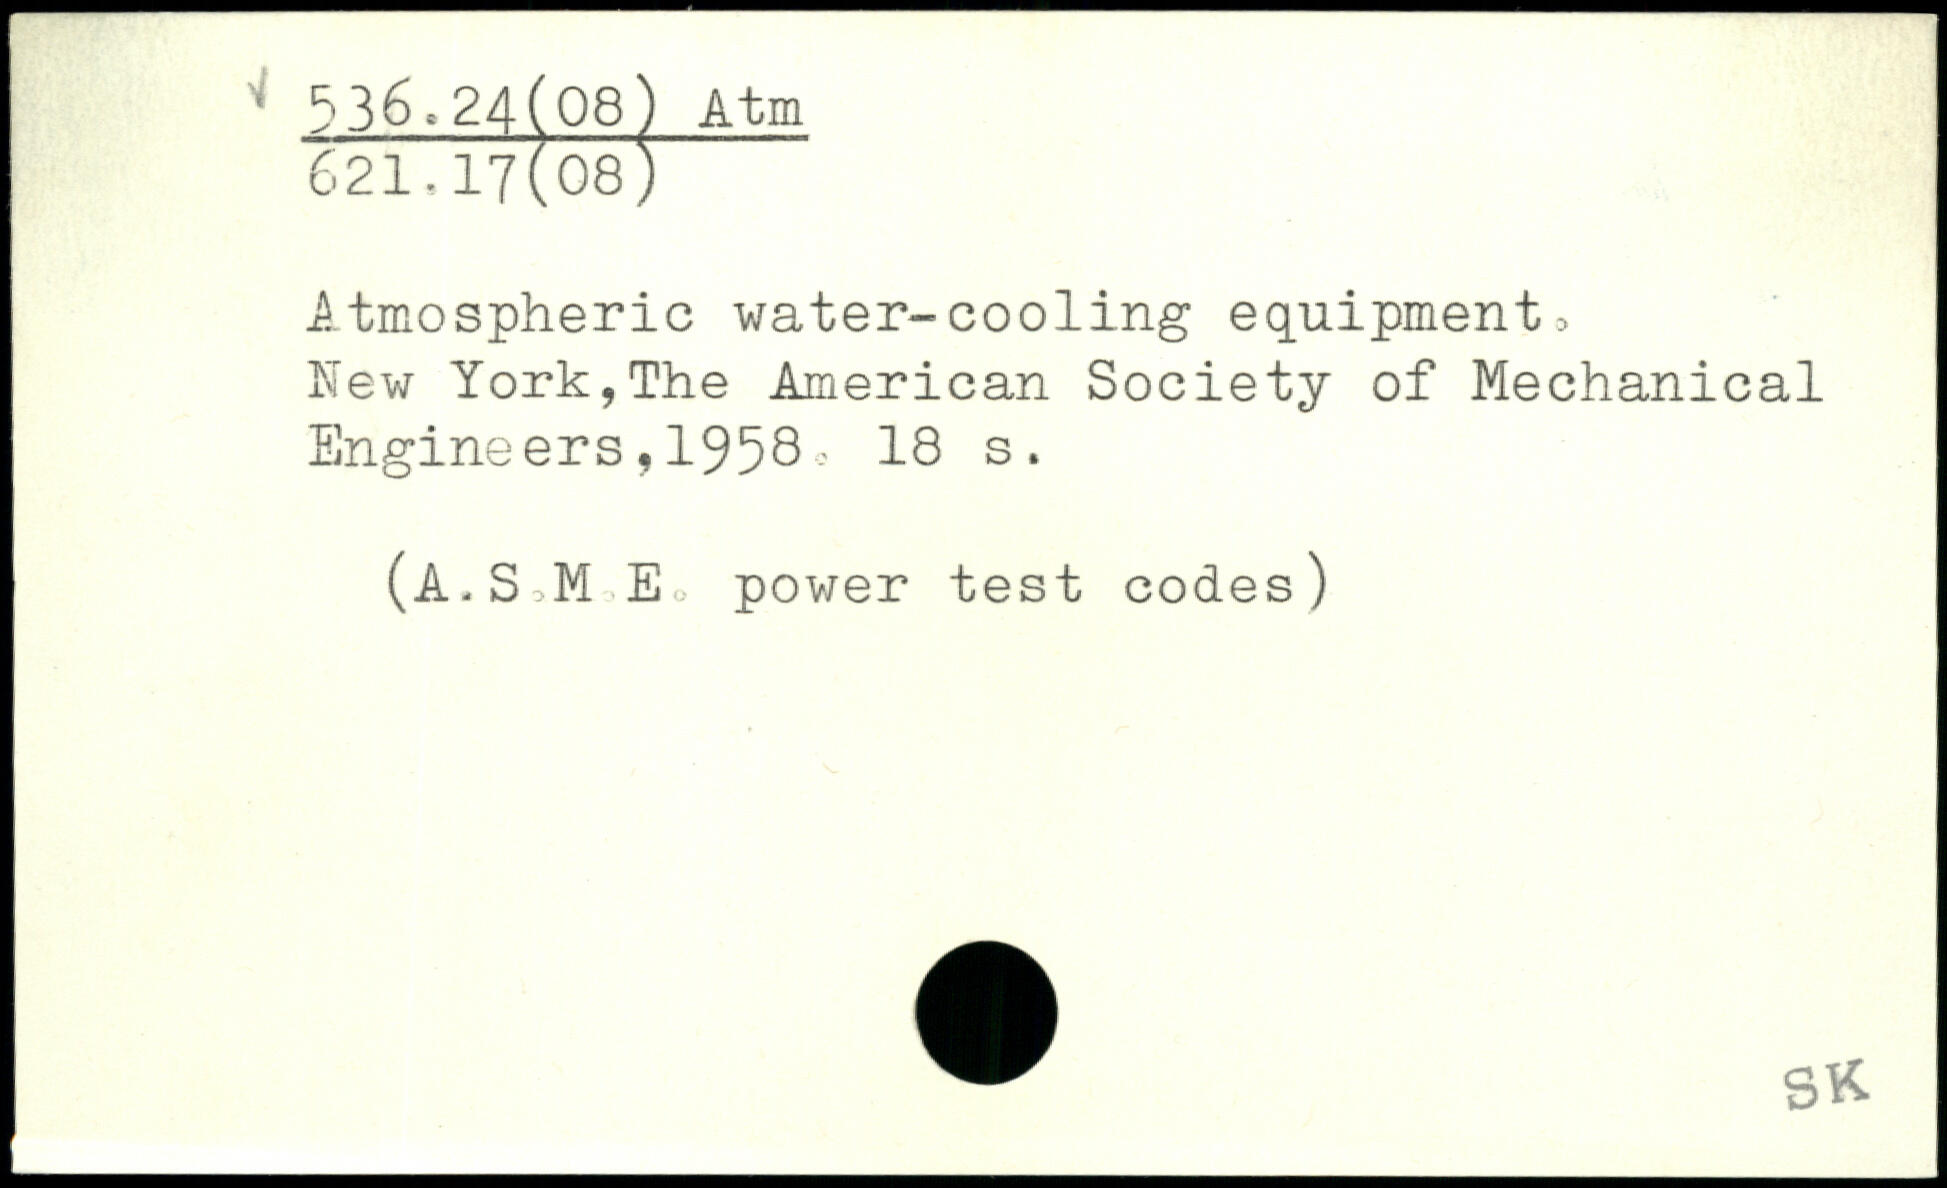 536.24(08) Atm
621.17(08)
Atmospheric water-cooling equipment.
New York,The American Society of Mechanical
Engineers,1958. 18 s.
(A.S.M.E. power test codes)
SK